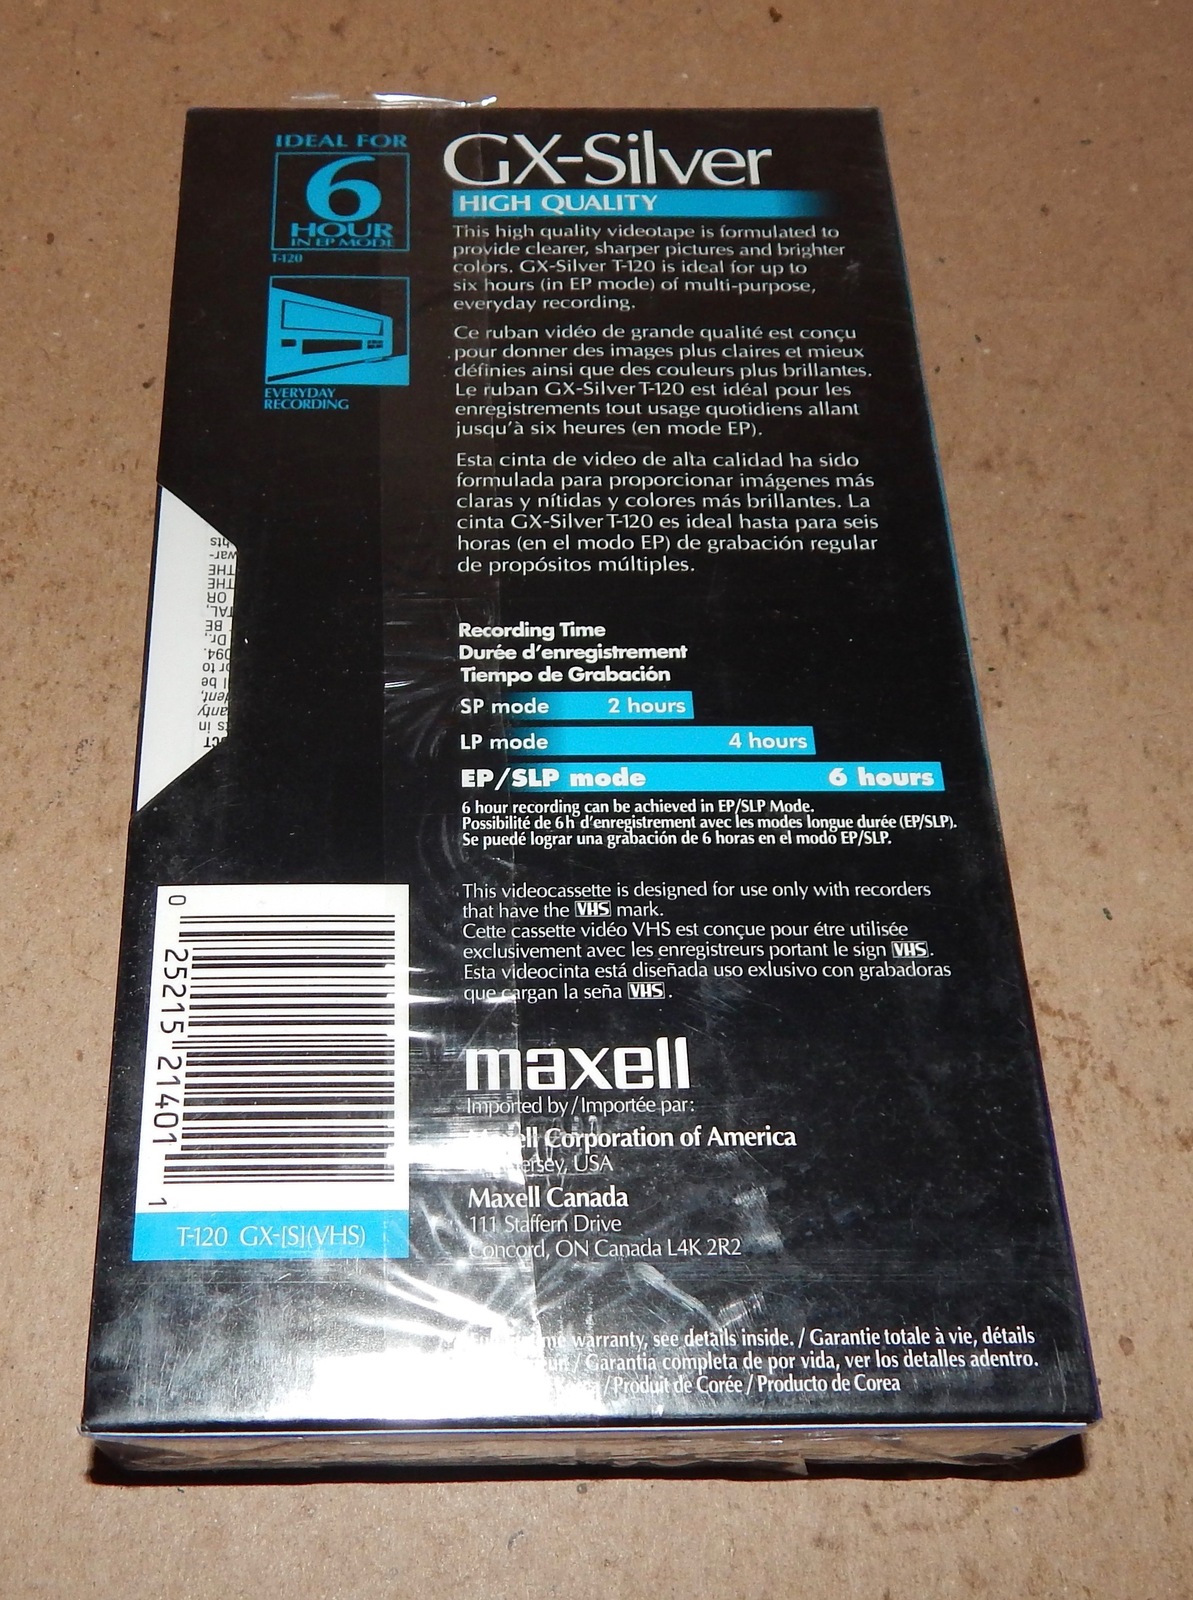 IDEAL FOR
6
HOUR
IN EP MODE
T-120
EVERYDAY
RECORDING
GX-Silver
HIGH QUALITY
This high quality videotape is formulated to
provide clearer, sharper pictures and brighter
colors. GX-Silver T-120 is ideal for up to
six hours (in EP mode) of multi-purpose,
everyday recording.
Ce ruban vidéo de grande qualité est conçu
pour donner des images plus claires et mieux
définies ainsi que des couleurs plus brillantes.
Le ruban GX-Silver T-120 est idéal pour les
enregistrements tout usage quotidiens allant
jusqu'à six heures (en mode EP).
Esta cinta de video de alta calidad ha sido
formulada para proporcionar imágenes más
claras y nítidas y colores más brillantes. La
cinta GX-Silver T-120 es ideal hasta para seis
horas (en el modo EP) de grabación regular
de propósitos múltiples.
Recording Time
Durée d'enregistrement
Tiempo de Grabación
SP mode 2 hours
LP mode 4 hours
EP/SLP mode 6 hours
6 hour recording can be achieved in EP/SLP Mode.
Possibilité de 6h d'enregistrement avec les modes longue durée (EP/SLP).
Se puedé lograr una grabación de 6 horas en el modo EP/SLP.
This videocassette is designed for use only with recorders
that have the VHS mark.
Cette cassette vidéo VHS est conçue pour étre utilisée
exclusivement avec les enregistreurs portant le sign VHS.
Esta videocinta está diseñada uso exlusivo con grabadoras
que cargan la seña VHS.
maxell
Imported by/Importée par:
Corporation of America
USA
Maxell Canada
111 Staffern Drive
Concord, ON Canada L4K 2R2
warranty, see details inside. / Garantie totale à vie, détails
/ Garantía completa de por vida, ver los detalles adentro.
/ Produit de Corée / Producto de Corea
0 25215 21401 1
T-120 GX-[S](VHS)